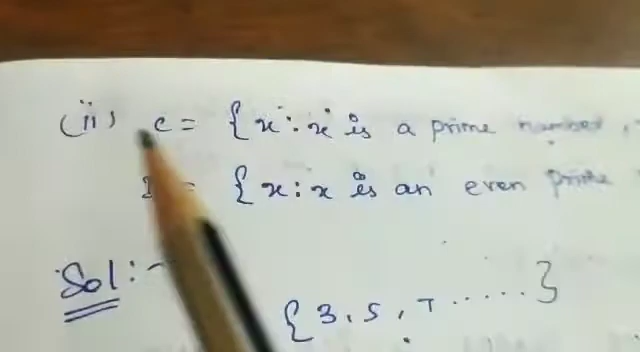 (ii) c = {x : x is a prime number,
= {x : x is an even prime
Sol :-
{3, 5, 7 ......}